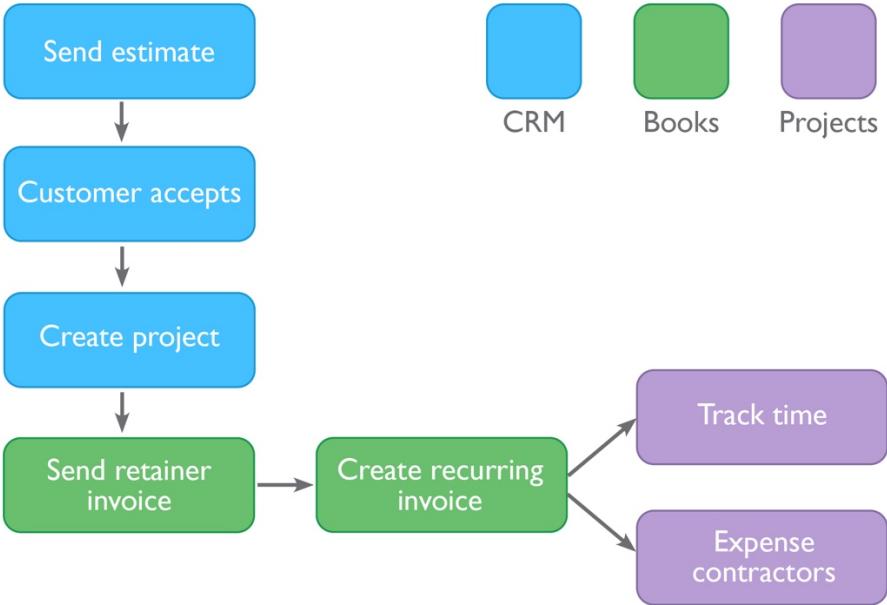 Send estimate
CRM
Books
Projects
Customer accepts
Create project
Track time
Send retainer
invoice
Create recurring
invoice
Expense
contractors